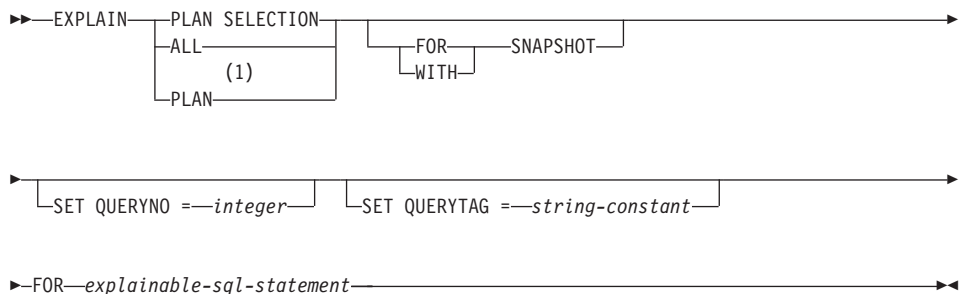 EXPLAIN PLAN SELECTION
ALL FOR SNAPSHOT
(1) WITH
PLAN
SET QUERYNO = integer SET QUERYTAG = string-constant
FOR explainable-sql-statement